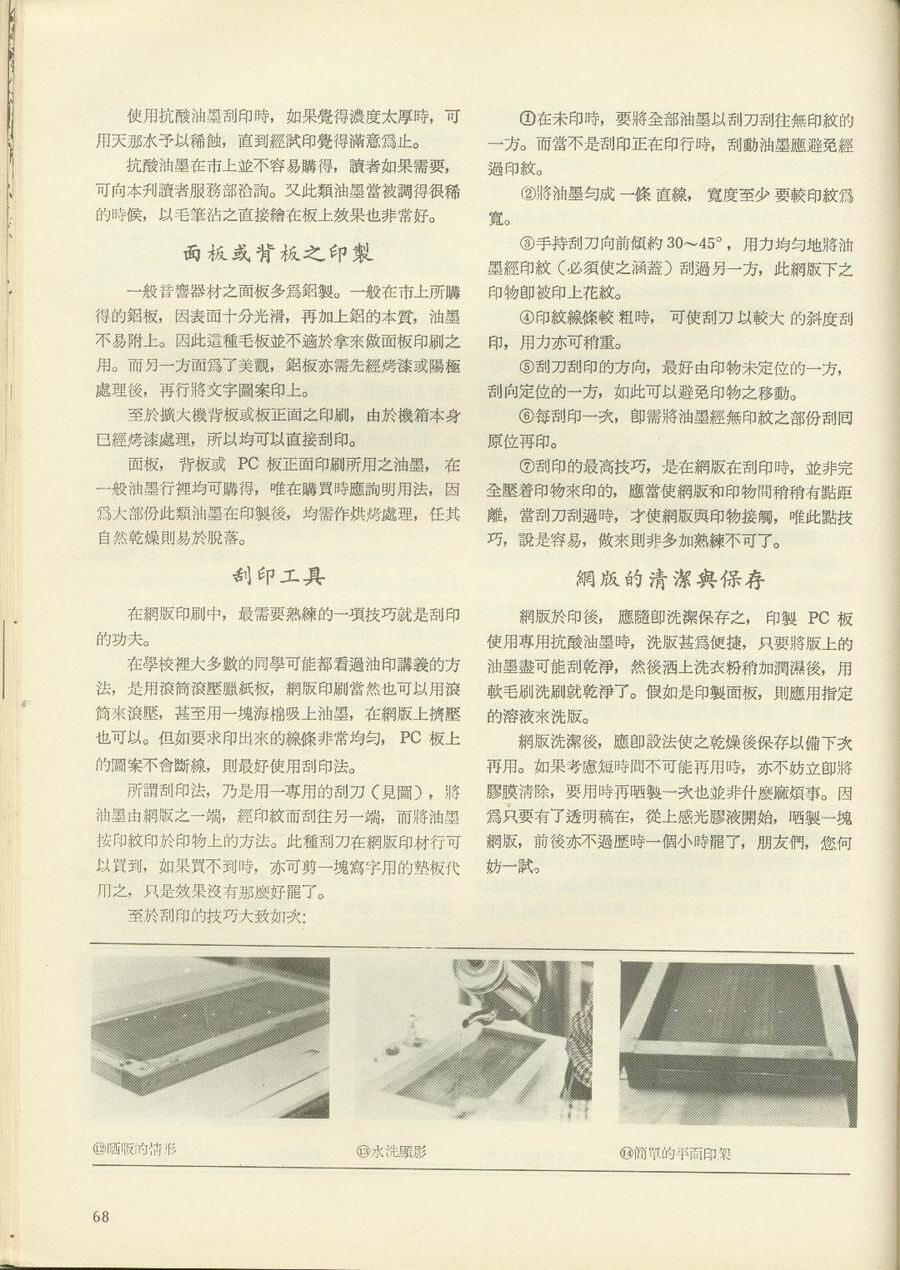 使用抗酸油墨刮印時，如果覺得濃度太厚時，可
用天那水予以稀蝕，直到經試印覺得滿意爲止。
抗酸油墨在市上並不容易購得，讀者如果需要，
可向本刋讀者服務部洽詢。又此類油墨當被調得很稀
的時候，以毛筆沾之直接繪在板上效果也非常好。
面板或背板之印製
一般音響器材之面板多爲鋁製。一般在市上所購
得的鋁板，因表面十分光滑，再加上鋁的本質，油墨
不易附上。因此這種毛板並不適於拿來做面板印刷之
用。而另一方面爲了美觀，鋁板亦需先經烤漆或陽極
處理後，再行將文字圖案印上。
至於擴大機背板或板正面之印刷，由於機箱本身
已經烤漆處理，所以均可以直接刮印。
面板，背板或 PC 板正面印刷所用之油墨，在
一般油墨行裡均可購得，唯在購買時應詢明用法，因
爲大部份此類油墨在印製後，均需作烘烤處理，任其
自然乾燥則易於脫落。
刮印工具
在網版印刷中，最需要熟練的一項技巧就是刮印
的功夫。
在學校裡大多數的同學可能都看過油印講義的方
法，是用滾筒滾壓臘紙板，網版印刷當然也可以用滾
筒來滾壓，甚至用一塊海棉吸上油墨，在網版上擠壓
也可以。但如要求印出來的線條非常均勻，PC 板上
的圖案不會斷線，則最好使用刮印法。
所謂刮印法，乃是用一專用的刮刀（見圖），將
油墨由網版之一端，經印紋而刮往另一端，而將油墨
按印紋印於印物上的方法。此種刮刀在網版印材行可
以買到，如果買不到時，亦可剪一塊寫字用的墊板代
用之，只是效果沒有那麼好罷了。
至於刮印的技巧大致如次：
①在未印時，要將全部油墨以刮刀刮往無印紋的
一方。而當不是刮印正在印行時，刮動油墨應避免經
過印紋。
②將油墨勻成一條直線，寬度至少要較印紋爲
寬。
③手持刮刀向前傾約30～45°，用力均勻地將油
墨經印紋（必須使之涵蓋）刮過另一方，此網版下之
印物卽被印上花紋。
④印紋線條較粗時，可使刮刀以較大的斜度刮
印，用力亦可稍重。
⑤刮刀刮印的方向，最好由印物未定位的一方，
刮向定位的一方，如此可以避免印物之移動。
⑥每刮印一次，卽需將油墨經無印紋之部份刮囘
原位再印。
⑦刮印的最高技巧，是在網版在刮印時，並非完
全壓着印物來印的，應當使網版和印物間稍稍有點距
離，當刮刀刮過時，才使網版與印物接觸，唯此點技
巧，說是容易，做來則非多加熟練不可了。
網版的清潔與保存
網版於印後，應隨卽洗潔保存之，印製 PC 板
使用專用抗酸油墨時，洗版甚爲便捷，只要將版上的
油墨盡可能刮乾淨，然後洒上洗衣粉稍加潤濕後，用
軟毛刷洗刷就乾淨了。假如是印製面板，則應用指定
的溶液來洗版。
網版洗潔後，應卽設法使之乾燥後保存以備下次
再用。如果考慮短時間不可能再用時，亦不妨立卽將
膠膜清除，要用時再晒製一次也並非什麼麻煩事。因
爲只要有了透明稿在，從上感光膠液開始，晒製一塊
網版，前後亦不過歷時一個小時罷了，朋友們，您何
妨一試。
⑫晒版的情形
⑬水洗顯影
⑭簡單的平面印架
68